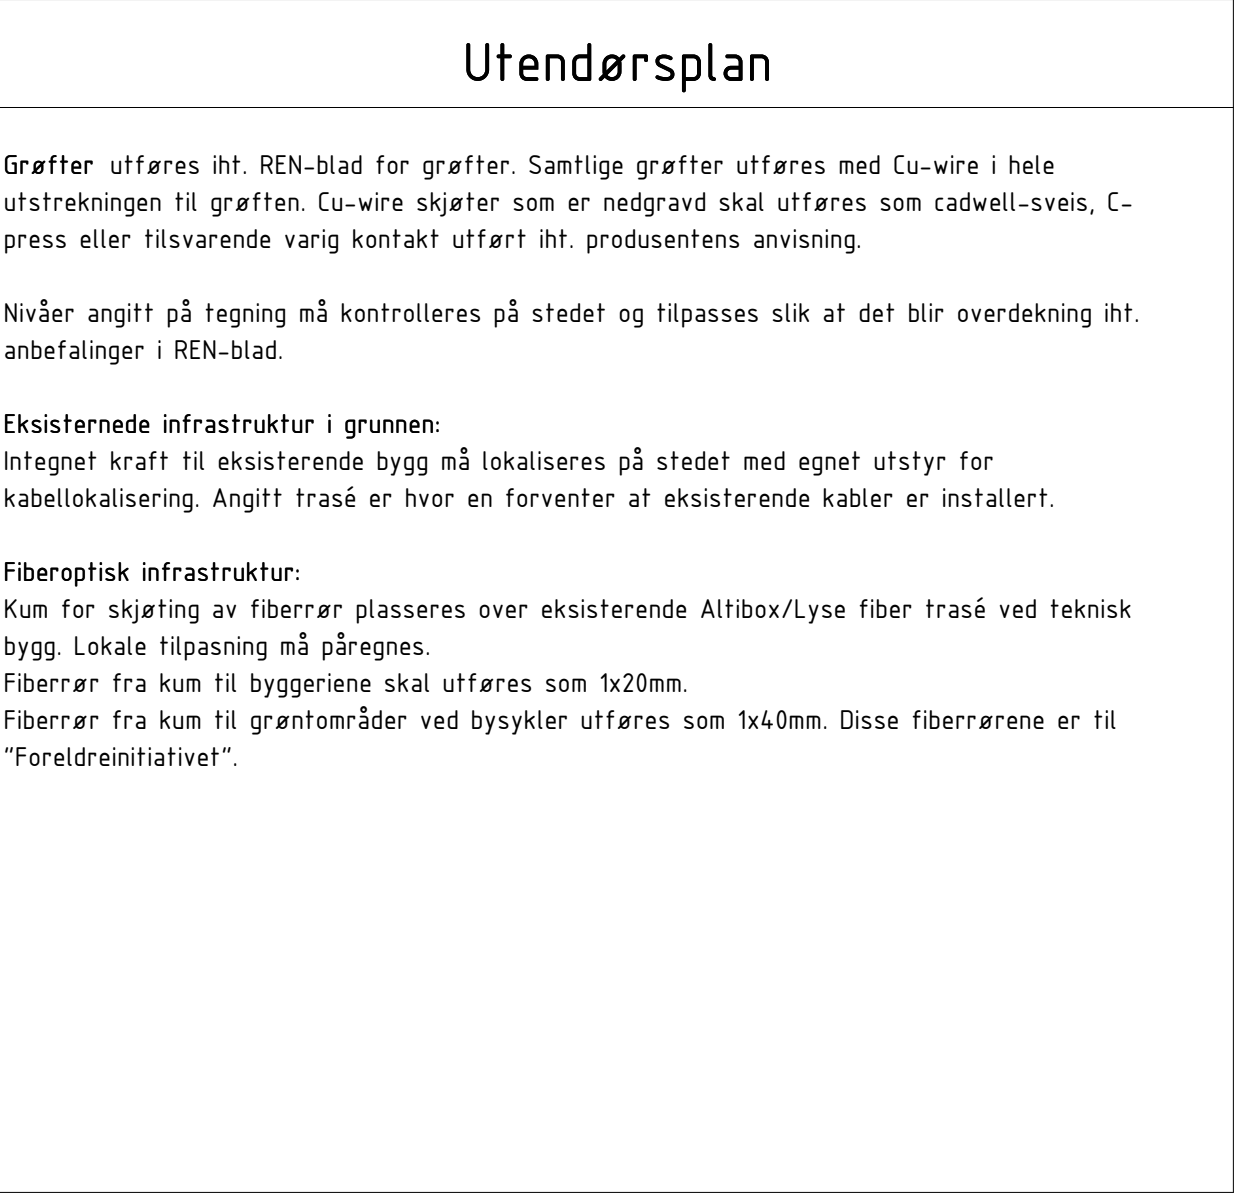 Utendørsplan
Grøfter utføres iht. REN-blad for grøfter. Samtlige grøfter utføres med Cu-wire i hele
utstrekningen til grøften. Cu-wire skjøter som er nedgravd skal utføres som cadwell-sveis, C-
press eller tilsvarende varig kontakt utført iht. produsentens anvisning.
Nivåer angitt på tegning må kontrolleres på stedet og tilpasses slik at det blir overdekning iht.
anbefalinger i REN-blad.
Eksisternede infrastruktur i grunnen:
Integnet kraft til eksisterende bygg må lokaliseres på stedet med egnet utstyr for
kabellokalisering. Angitt trasé er hvor en forventer at eksisterende kabler er installert.
Fiberoptisk infrastruktur:
Kum for skjøting av fiberrør plasseres over eksisterende Altibox/Lyse fiber trasé ved teknisk
bygg. Lokale tilpasning må påregnes.
Fiberrør fra kum til byggeriene skal utføres som 1x20mm.
Fiberrør fra kum til grøntområder ved bysykler utføres som 1x40mm. Disse fiberrørene er til
"Foreldreinitiativet".